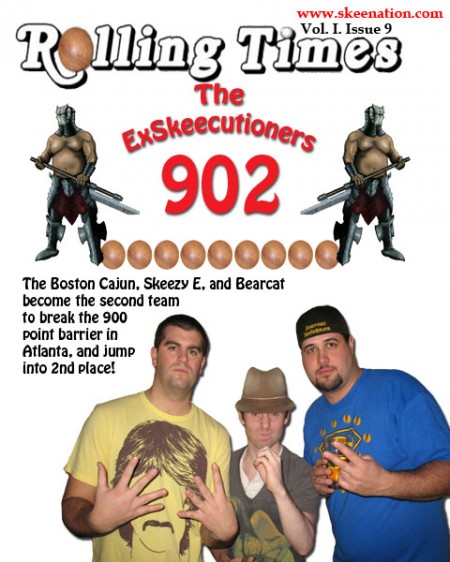 www.skeenation.com
Rolling Times
Vol. I. Issue 9
The
ExSkeecutioners
902
The Boston Cajun, Skeezy E, and Bearcat
become the second team
to break the 900
point barrier in
Atlanta, and jump
into 2nd place!